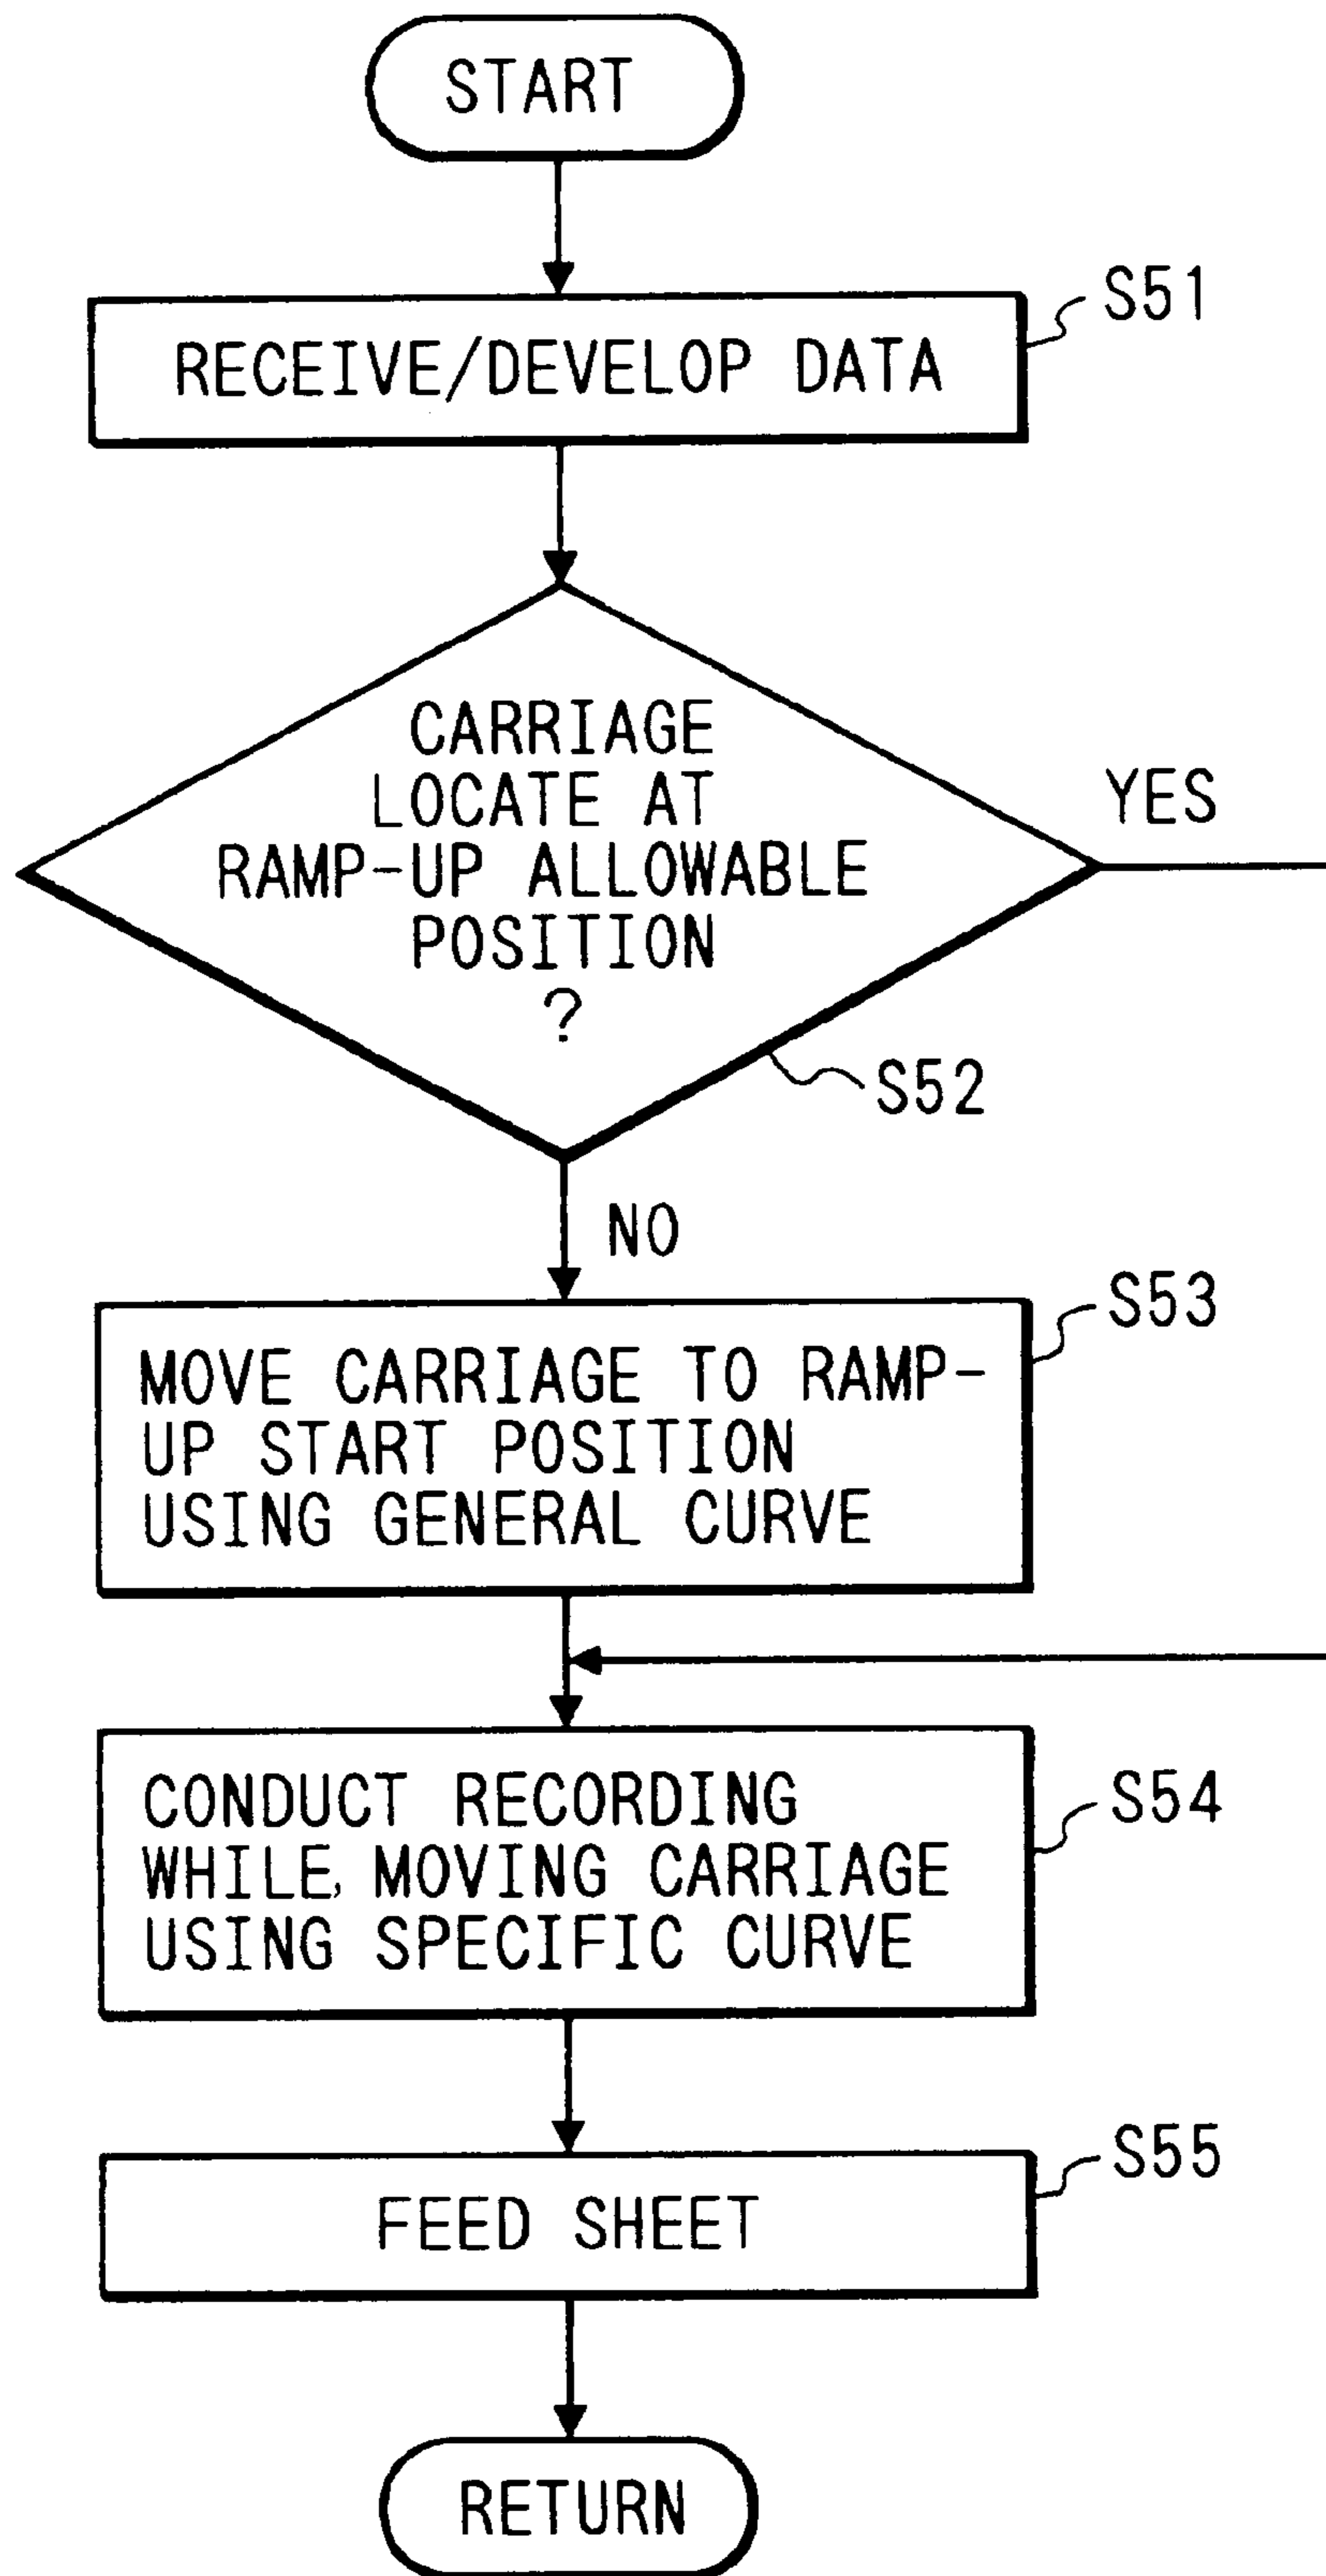 START
S51
RECEIVE/DEVELOP DATA
CARRIAGE
LOCATE AT
RAMP-UP ALLOWABLE
POSITION
?
YES
S52
NO
S53
MOVE CARRIAGE TO RAMP-
UP START POSITION
USING GENERAL CURVE
S54
CONDUCT RECORDING
WHILE, MOVING CARRIAGE
USING SPECIFIC CURVE
S55
FEED SHEET
RETURN